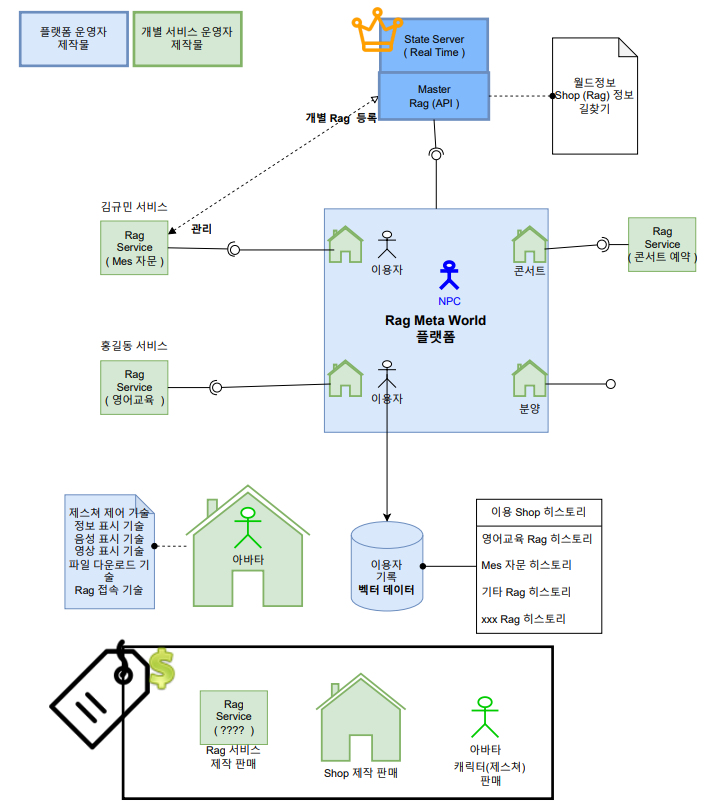 플랫폼 운영자
제작물
개별 서비스 운영자
제작물
State Server
( Real Time )
Master
Rag (API )
월드정보
Shop (Rag) 정보
길찾기
개별 Rag 등록
관리
김규민 서비스
Rag
Service
( Mes 자문 )
이용자
콘서트
Rag
Service
( 콘서트 예약 )
NPC
Rag Meta World
플랫폼
홍길동 서비스
Rag
Service
( 영어교육 )
이용자
분양
제스쳐 제어 기술
정보 표시 기술
음성 표시 기술
영상 표시 기술
파일 다운로드 기
술
Rag 접속 기술
아바타
이용자
기록
벡터 데이터
이용 Shop 히스토리
영어교육 Rag 히스토리
Mes 자문 히스토리
기타 Rag 히스토리
xxx Rag 히스토리
$
Rag
Service
( ???? )
Rag 서비스
제작 판매
Shop 제작 판매
아바타
캐릭터(제스쳐)
판매